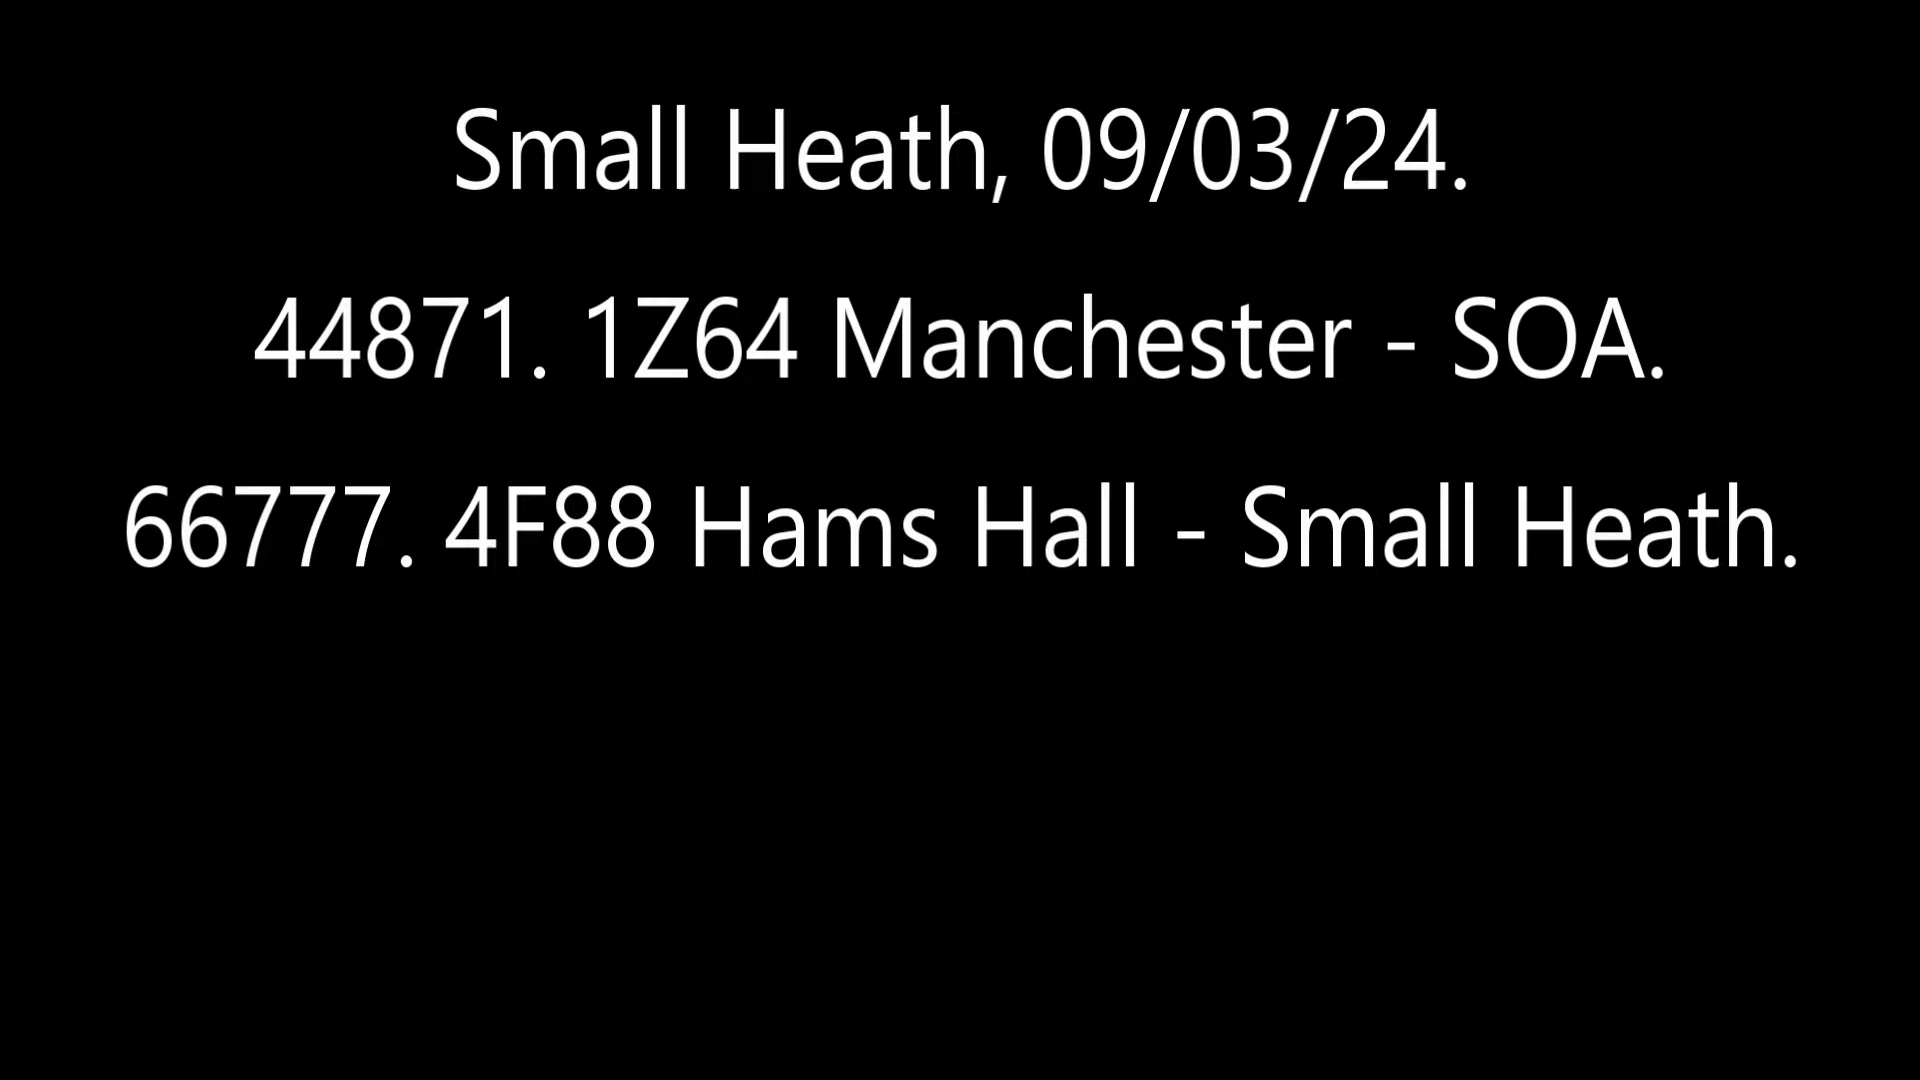 Small Heath, 09/03/24.
44871. 1Z64 Manchester - SOA.
66777. 4F88 Hams Hall - Small Heath.